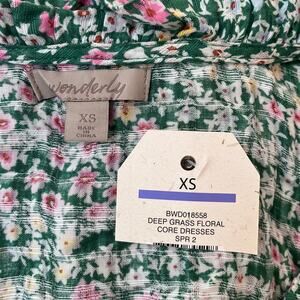 wonderly
XS
MADE
IN
CHINA
XS
BWD018558
DEEP GRASS FLORAL
CORE DRESSES
SPR 2